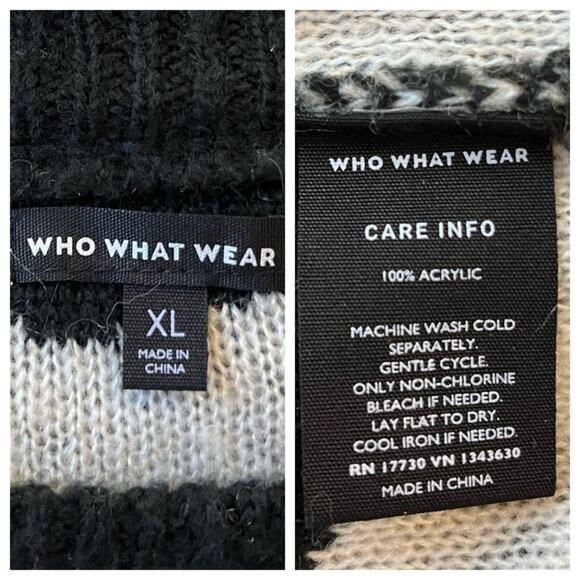 WHO WHAT WEAR
XL
MADE IN
CHINA
WHO WHAT WEAR
CARE INFO
100% ACRYLIC
MACHINE WASH COLD
SEPARATELY.
GENTLE CYCLE.
ONLY NON-CHLORINE
BLEACH IF NEEDED.
LAY FLAT TO DRY.
COOL IRON IF NEEDED.
RN 17730 VN 1343630
MADE IN CHINA